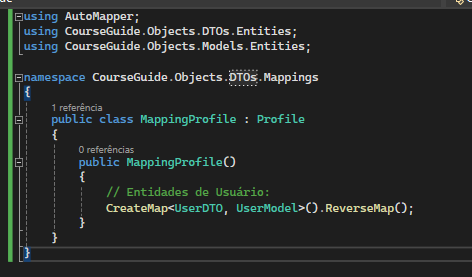 using AutoMapper;
using CourseGuide.Objects.DTOs.Entities;
using CourseGuide.Objects.Models.Entities;
namespace CourseGuide.Objects.DTOs.Mappings
{
1 referência
public class MappingProfile : Profile
{
0 referências
public MappingProfile()
{
// Entidades de Usuário:
CreateMap<UserDTO, UserModel>().ReverseMap();
}
}
}